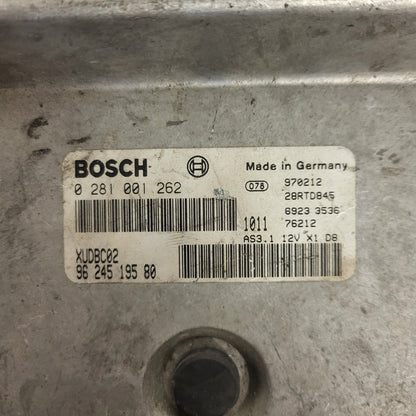 BOSCH
Made in Germany
0 281 001 262
078
970212
28RTD845
6923 3536
1011
76212
AS3.1 12V X1 D8
XUDBC02
96 245 195 80